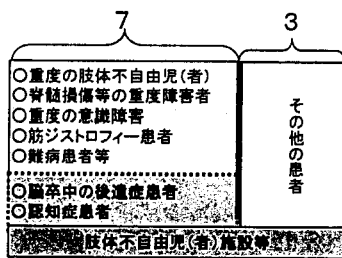 7
3
○重度の肢体不自由児(者)
○脊髄損傷等の重度障害者
○重度の意識障害
○筋ジストロフィー患者
○難病患者等
○脳卒中の後遺症患者
○認知症患者
その他の患者
肢体不自由児(者)施設等